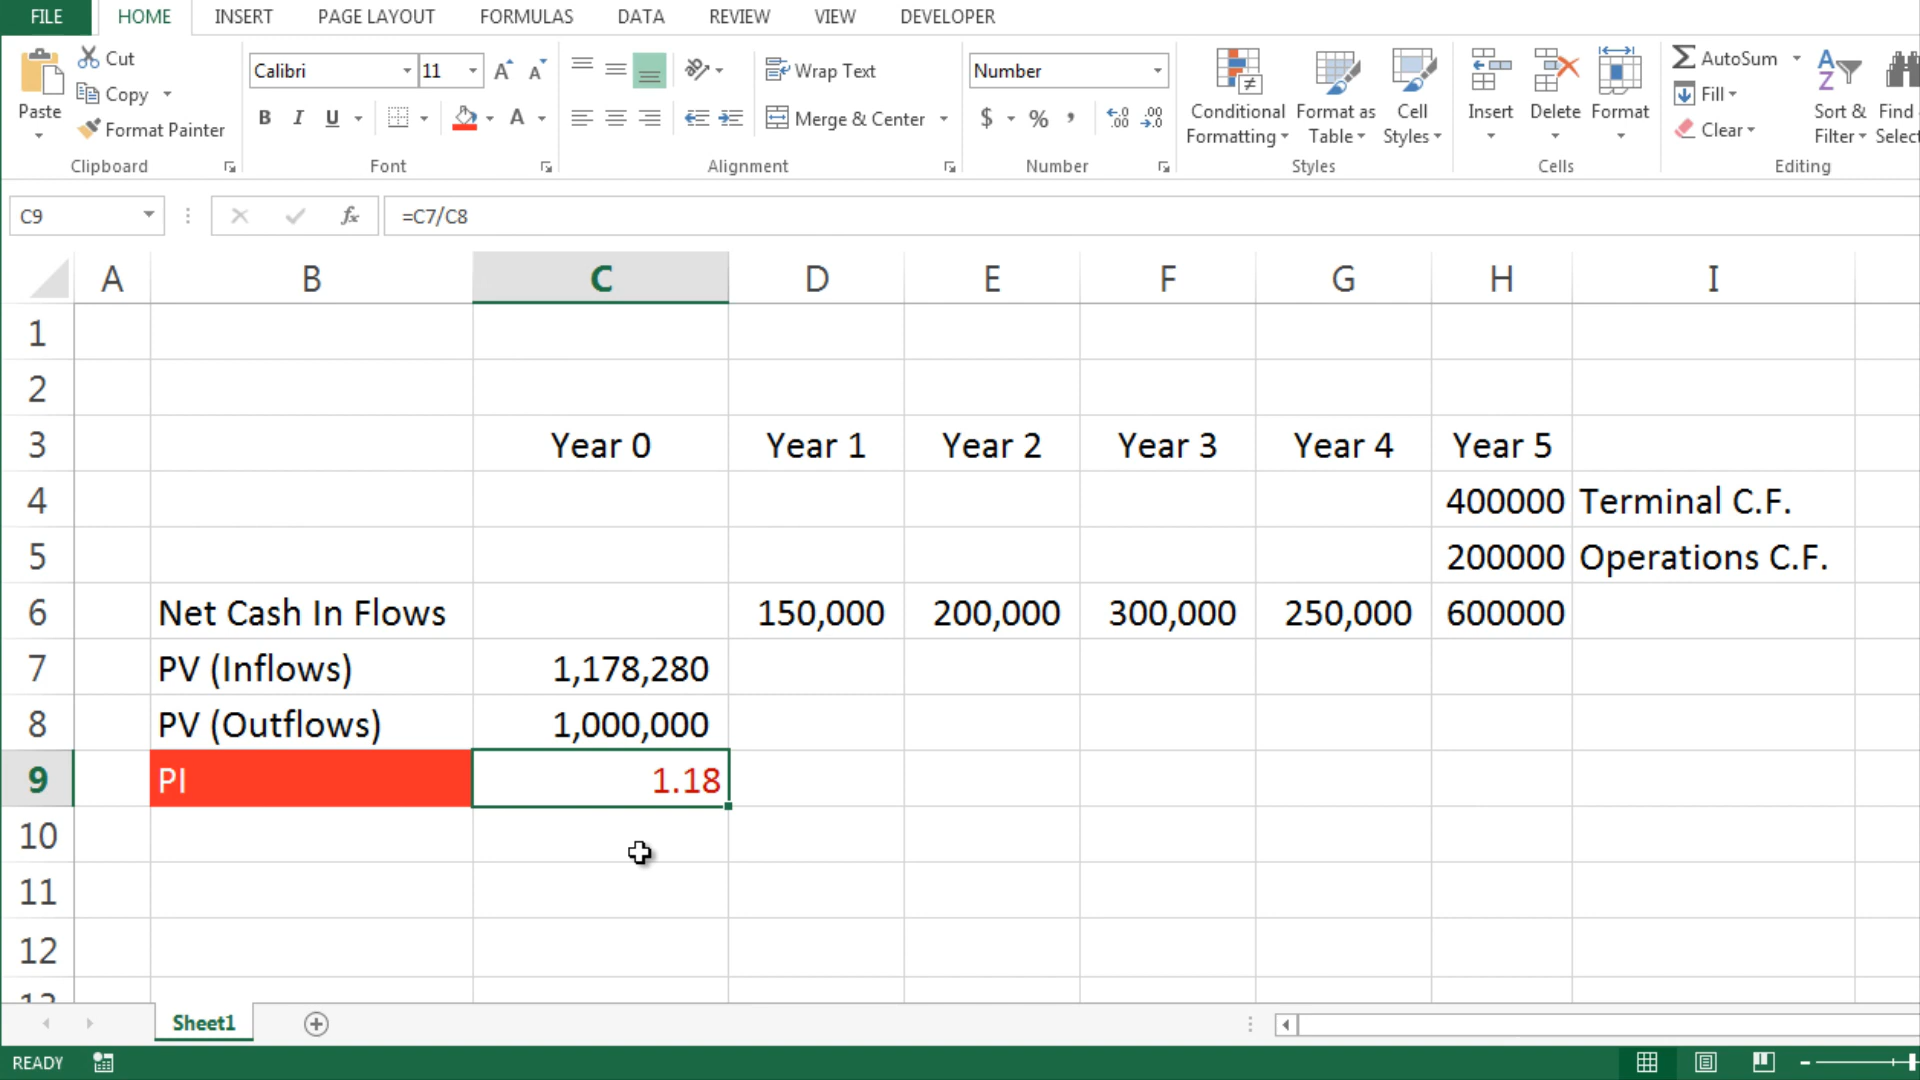 FILE HOME INSERT PAGE LAYOUT FORMULAS DATA REVIEW VIEW DEVELOPER
Cut
Copy
Format Painter
Paste
Clipboard
Calibri 11
B I U A
Font
Wrap Text
Merge & Center
Alignment
Number
$ % ,
Number
Conditional Formatting
Format as Table
Cell Styles
Styles
Insert Delete Format
Cells
AutoSum
Fill
Clear
Sort & Filter
Find
Select
Editing
C9 fx =C7/C8
A B C D E F G H I
1
2
3 Year 0 Year 1 Year 2 Year 3 Year 4 Year 5
4 400000 Terminal C.F.
5 200000 Operations C.F.
6 Net Cash In Flows 150,000 200,000 300,000 250,000 600000
7 PV (Inflows) 1,178,280
8 PV (Outflows) 1,000,000
9 PI 1.18
10
11
12
Sheet1
READY